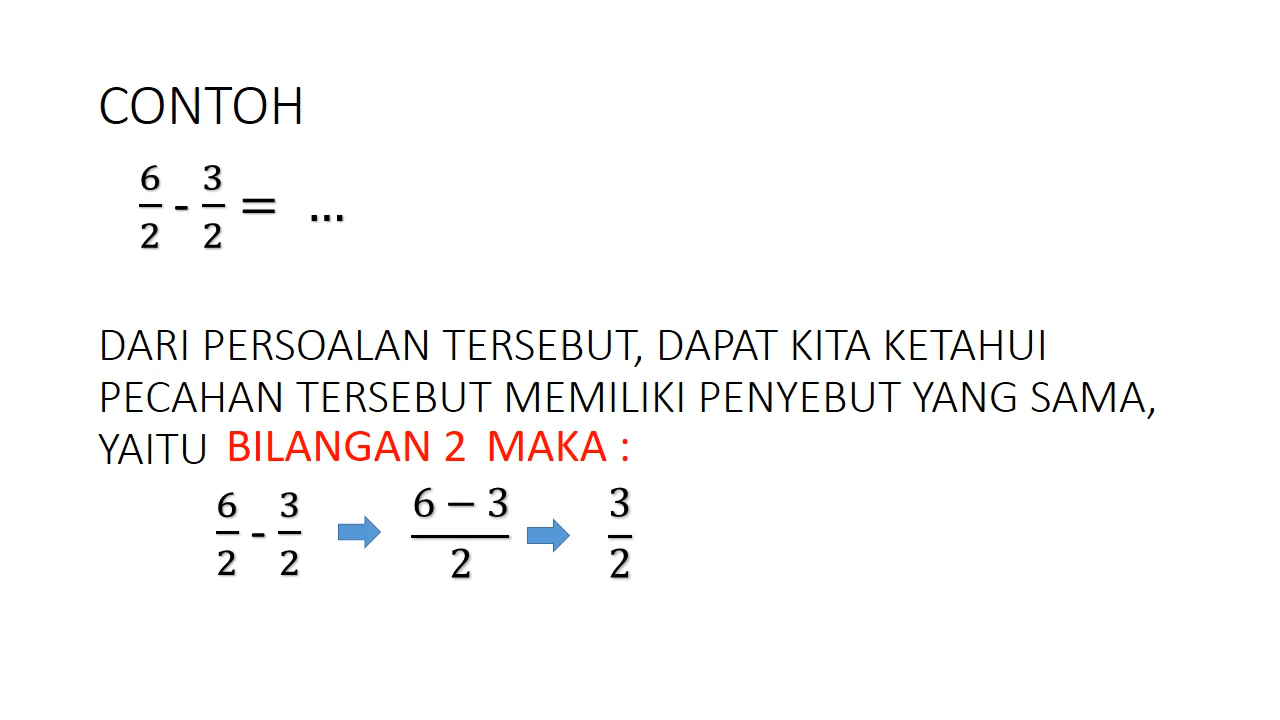 CONTOH
6/2 - 3/2 = ...
DARI PERSOALAN TERSEBUT, DAPAT KITA KETAHUI
PECAHAN TERSEBUT MEMILIKI PENYEBUT YANG SAMA,
YAITU BILANGAN 2 MAKA :
6/2 - 3/2 (6 − 3)/2 3/2